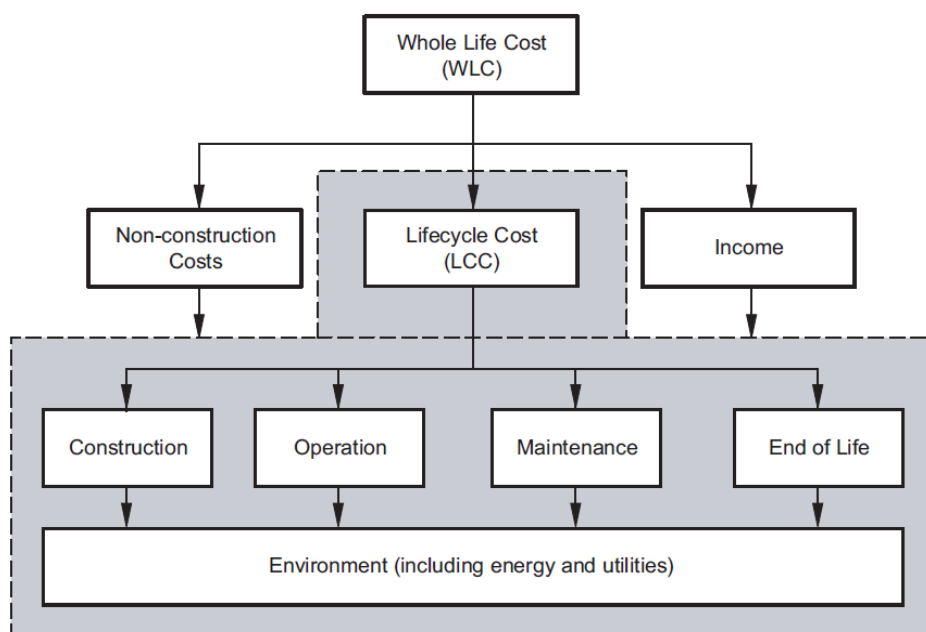 Whole Life Cost
(WLC)
Non-construction
Costs
Lifecycle Cost
(LCC)
Income
Construction
Operation
Maintenance
End of Life
Environment (including energy and utilities)